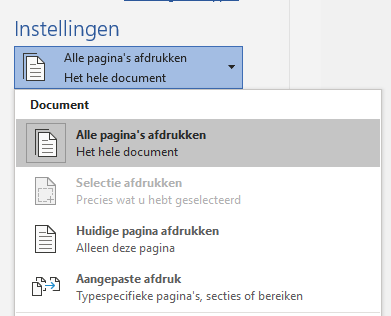 Instellingen
Alle pagina's afdrukken
Het hele document
Document
Alle pagina's afdrukken
Het hele document
Selectie afdrukken
Precies wat u hebt geselecteerd
Huidige pagina afdrukken
Alleen deze pagina
Aangepaste afdruk
Typespecifieke pagina's, secties of bereiken